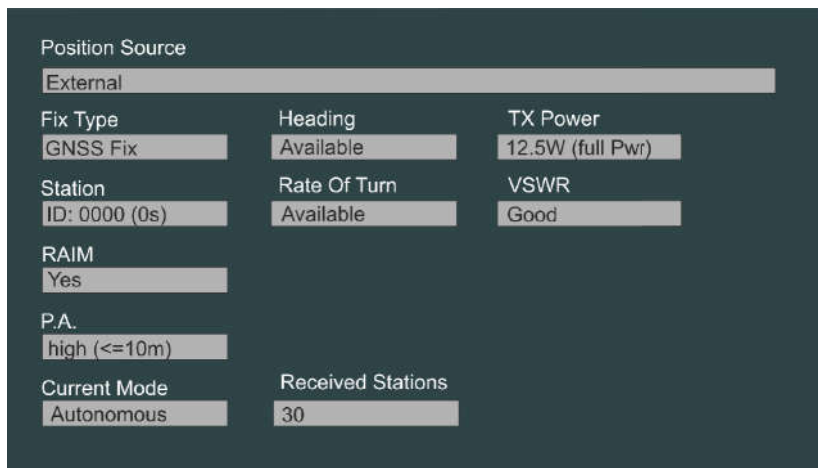 Position Source
External
Fix Type Heading TX Power
GNSS Fix Available 12.5W (full Pwr)
Station Rate Of Turn VSWR
ID: 0000 (0s) Available Good
RAIM
Yes
P.A.
high (<=10m)
Current Mode Received Stations
Autonomous 30